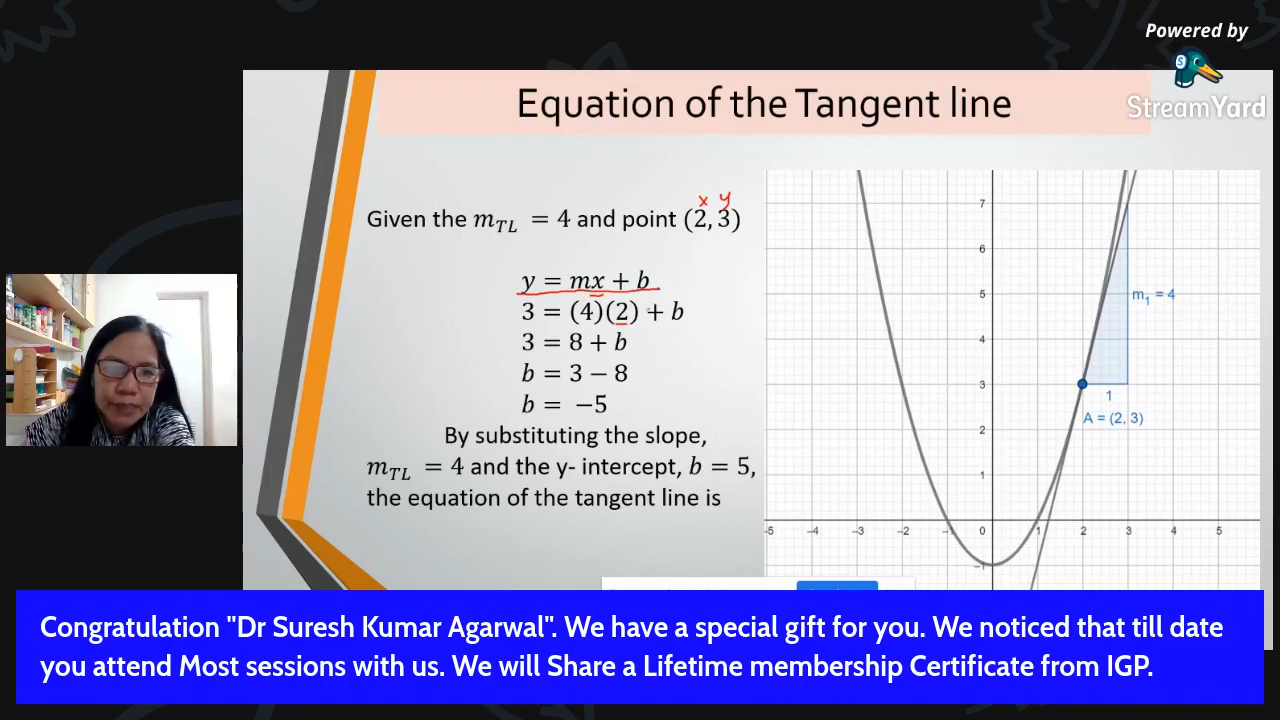 Powered by
StreamYard
Equation of the Tangent line
x y
Given the m_TL = 4 and point (2, 3)
y = mx + b
3 = (4)(2) + b
3 = 8 + b
b = 3 − 8
b = −5
By substituting the slope,
m_TL = 4 and the y- intercept, b = 5,
the equation of the tangent line is
7
6
5
4
3
2
1
−1
-5 −4 −3 −2 −1 0 1 2 3 4 5
m₁ = 4
1
A = (2, 3)
Congratulation "Dr Suresh Kumar Agarwal". We have a special gift for you. We noticed that till date
you attend Most sessions with us. We will Share a Lifetime membership Certificate from IGP.